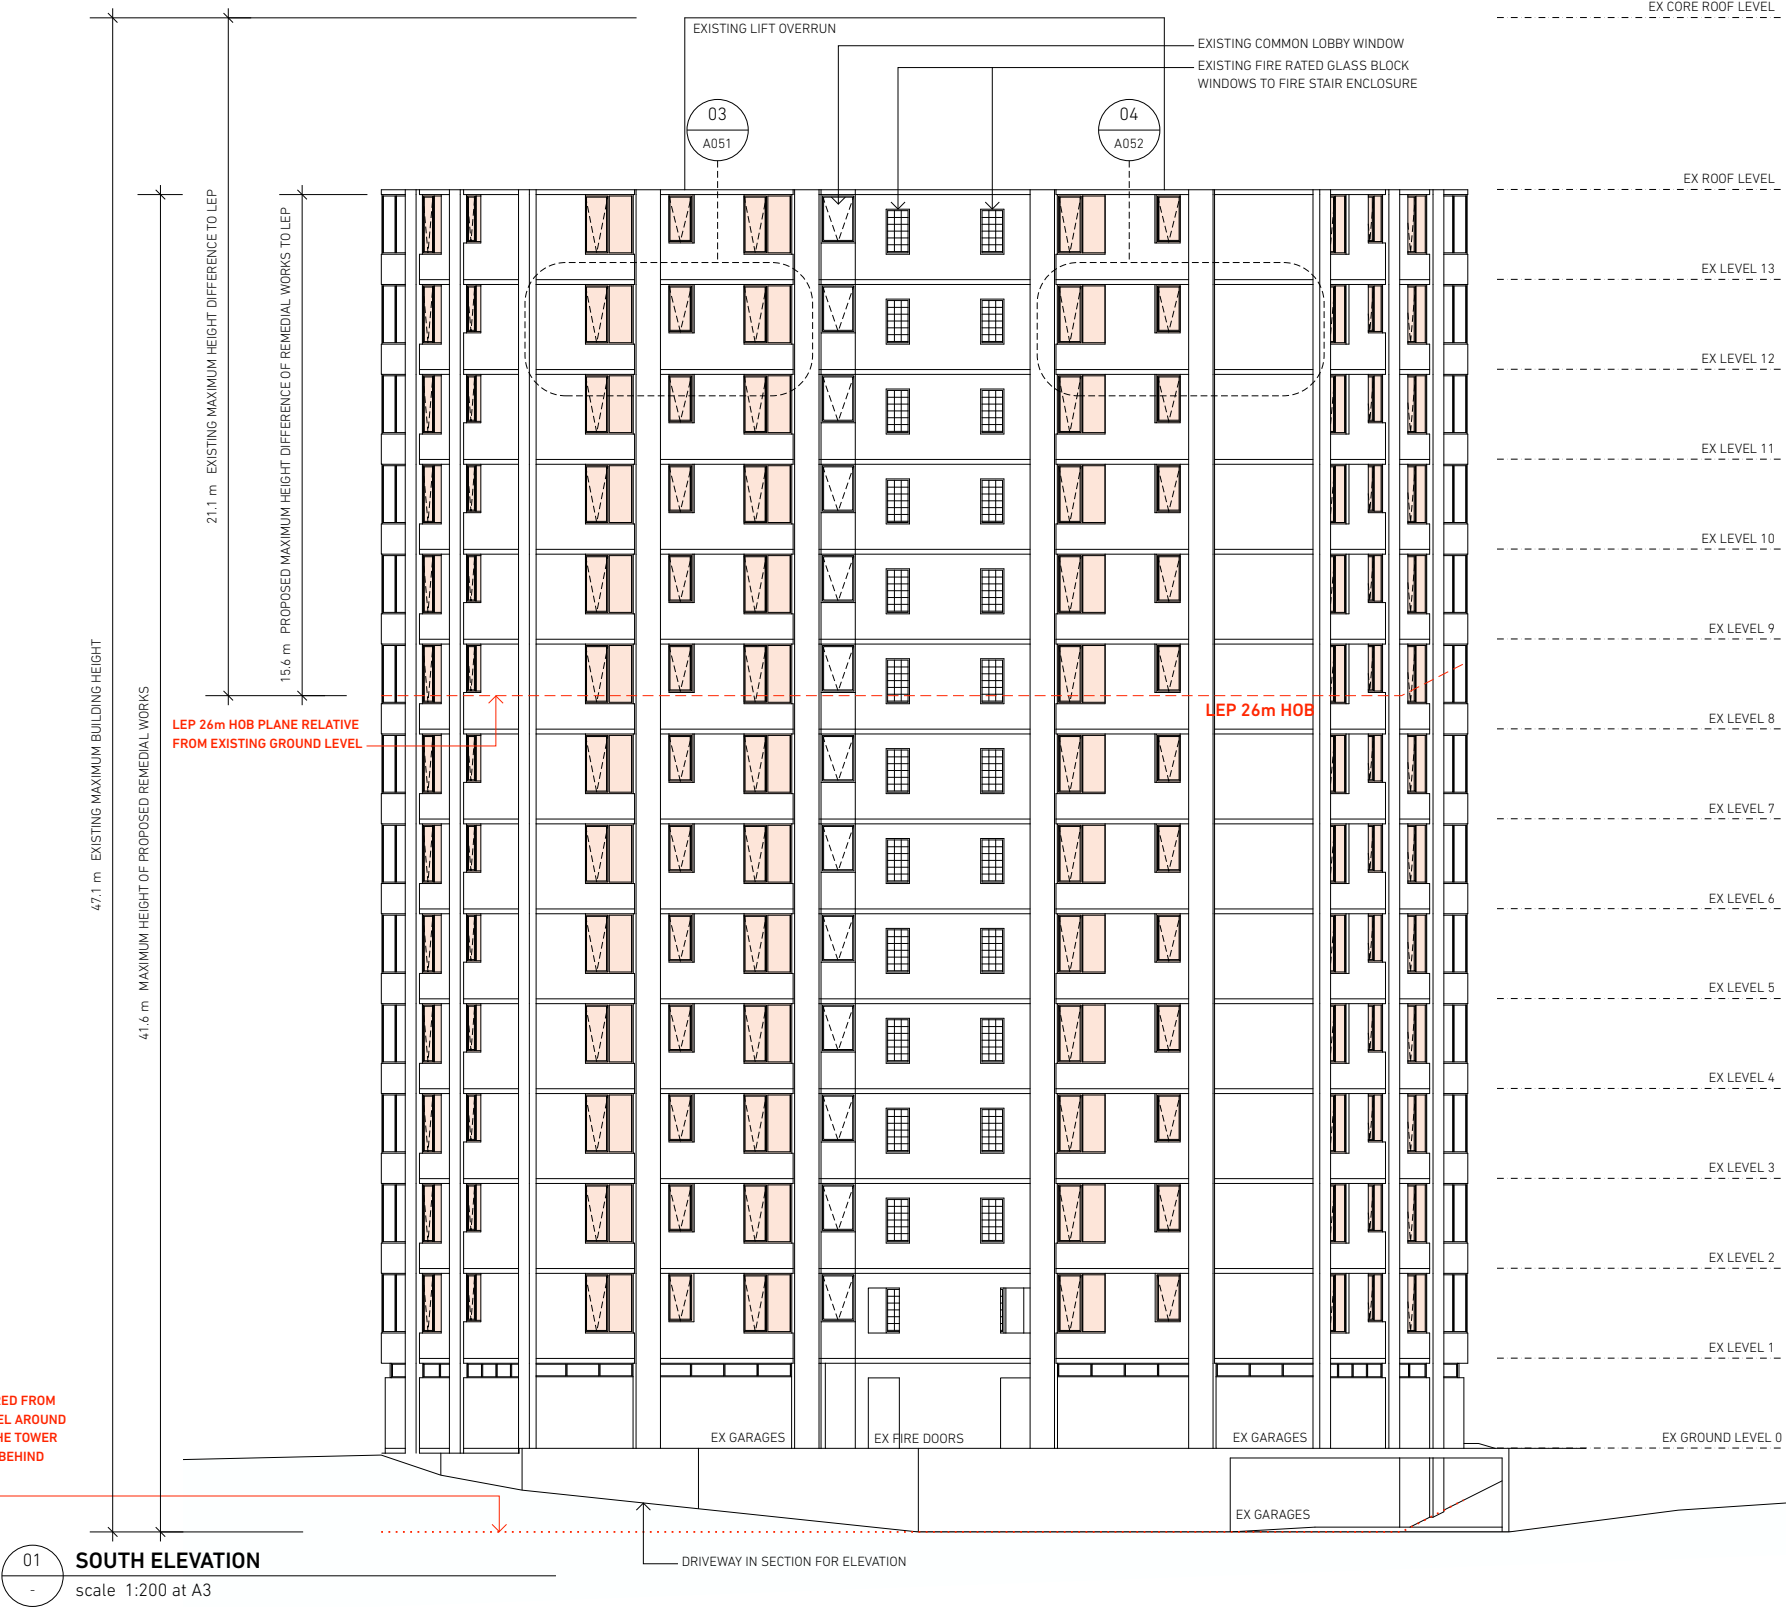 EX CORE ROOF LEVEL
EXISTING LIFT OVERRUN
EXISTING COMMON LOBBY WINDOW
EXISTING FIRE RATED GLASS BLOCK
WINDOWS TO FIRE STAIR ENCLOSURE
03
A051
04
A052
EX ROOF LEVEL
21.1 m EXISTING MAXIMUM HEIGHT DIFFERENCE TO LEP
15.6 m PROPOSED MAXIMUM HEIGHT DIFFERENCE OF REMEDIAL WORKS TO LEP
EX LEVEL 13
EX LEVEL 12
EX LEVEL 11
EX LEVEL 10
EX LEVEL 9
47.1 m EXISTING MAXIMUM BUILDING HEIGHT
41.6 m MAXIMUM HEIGHT OF PROPOSED REMEDIAL WORKS
LEP 26m HOB PLANE RELATIVE
FROM EXISTING GROUND LEVEL
LEP 26m HOB
EX LEVEL 8
EX LEVEL 7
EX LEVEL 6
EX LEVEL 5
EX LEVEL 4
EX LEVEL 3
EX LEVEL 2
EX LEVEL 1
RED FROM
EL AROUND
HE TOWER
BEHIND
EX GARAGES
EX FIRE DOORS
EX GARAGES
EX GROUND LEVEL 0
EX GARAGES
DRIVEWAY IN SECTION FOR ELEVATION
01
-
SOUTH ELEVATION
scale 1:200 at A3